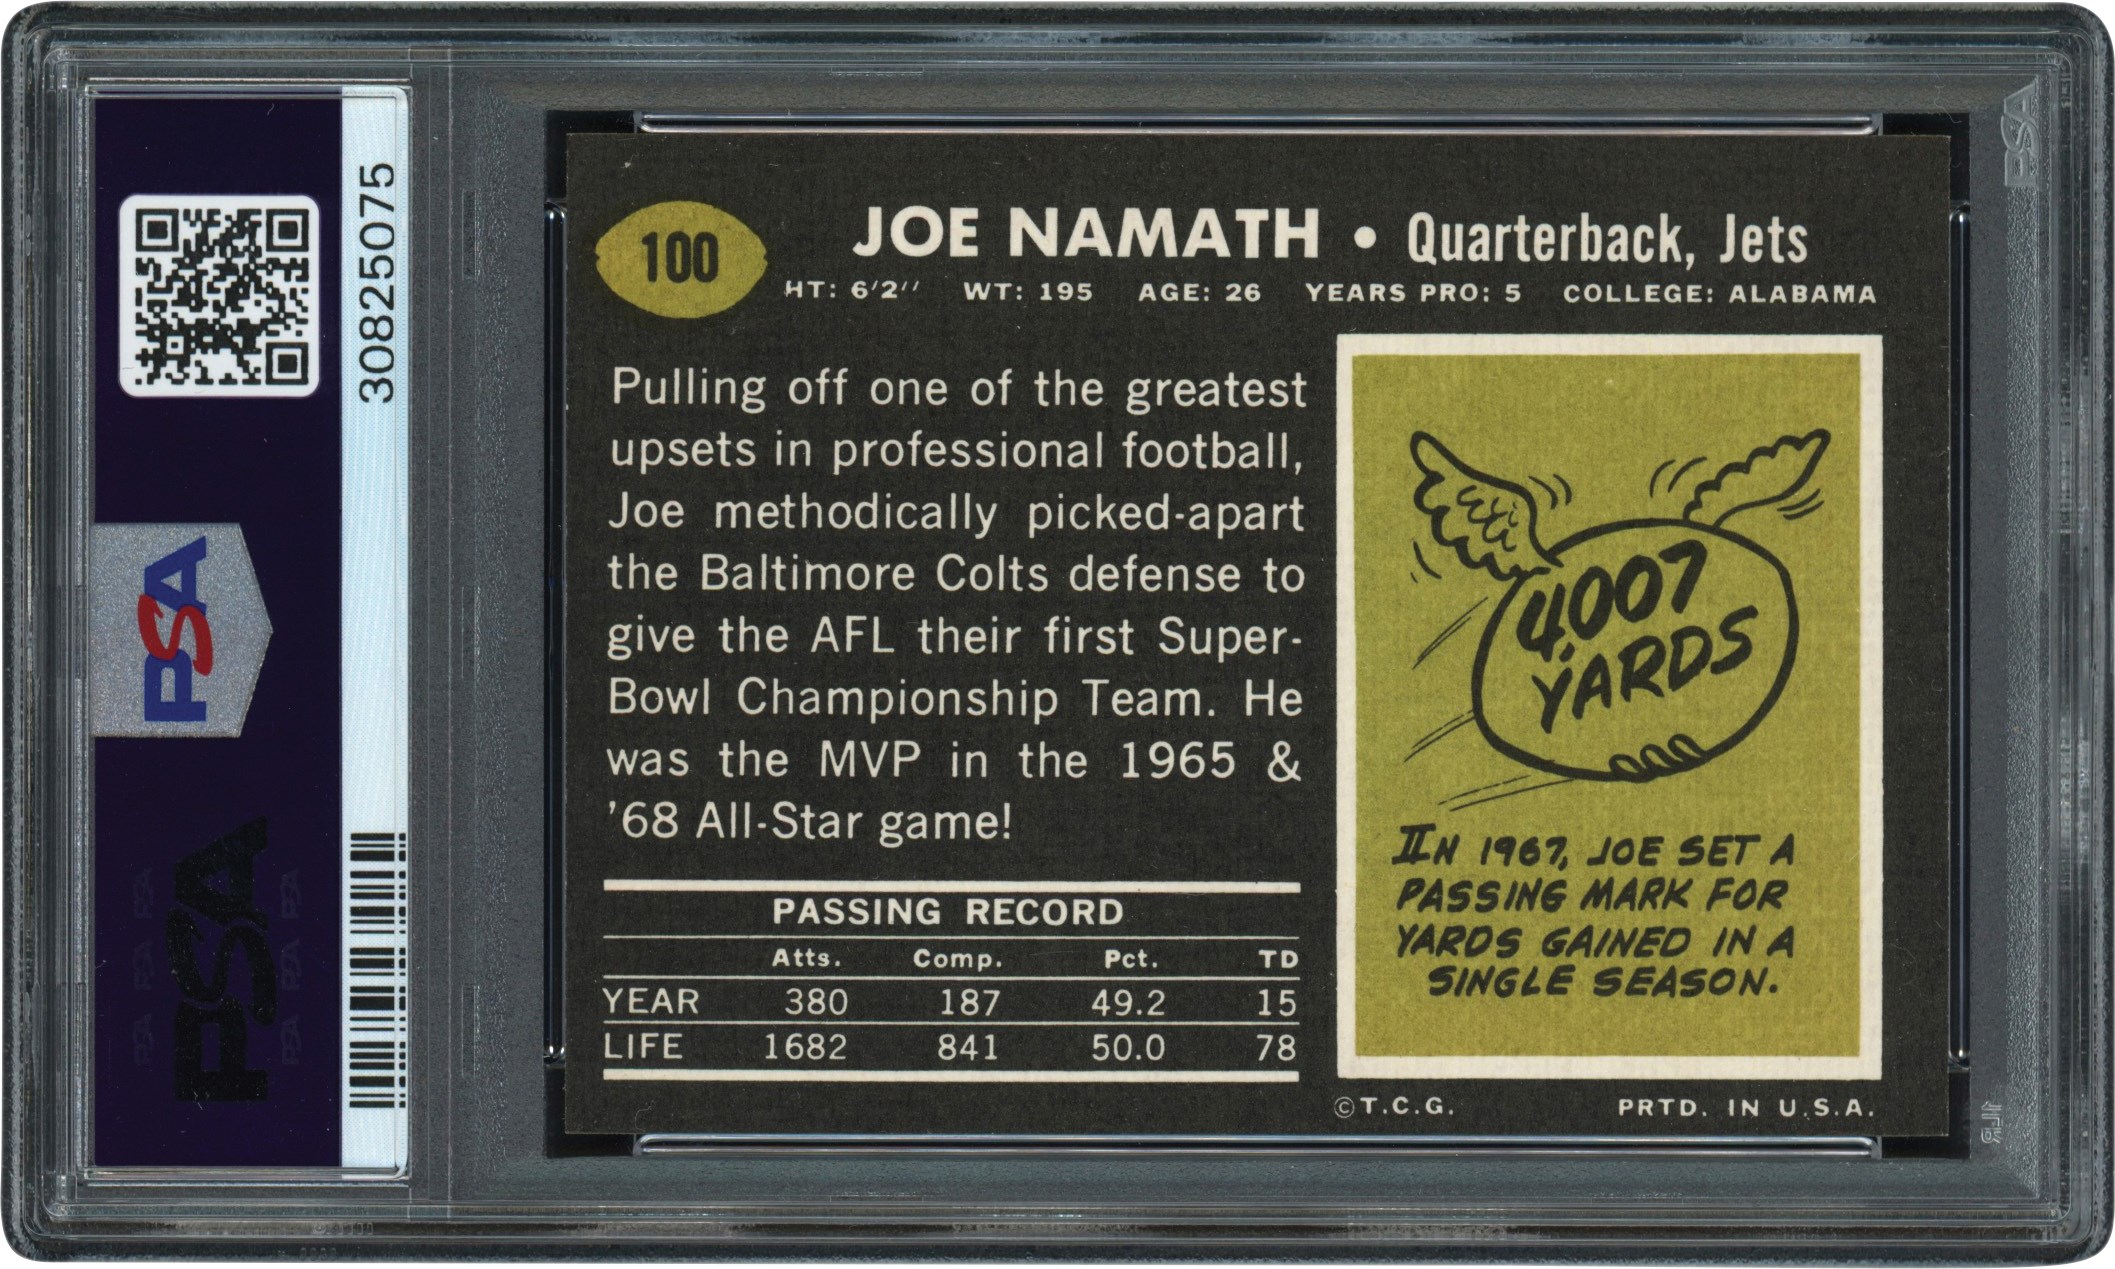 30825075
PSA
PSA
PSA
100
JOE NAMATH • Quarterback, Jets
HT: 6'2'' WT: 195 AGE: 26 YEARS PRO: 5 COLLEGE: ALABAMA
Pulling off one of the greatest
upsets in professional football,
Joe methodically picked-apart
the Baltimore Colts defense to
give the AFL their first Super-
Bowl Championship Team. He
was the MVP in the 1965 &
'68 All-Star game!
PASSING RECORD
Atts. Comp. Pct. TD
YEAR 380 187 49.2 15
LIFE 1682 841 50.0 78
4,007
YARDS
IN 1967, JOE SET A
PASSING MARK FOR
YARDS GAINED IN A
SINGLE SEASON.
©T.C.G. PRTD. IN U.S.A.